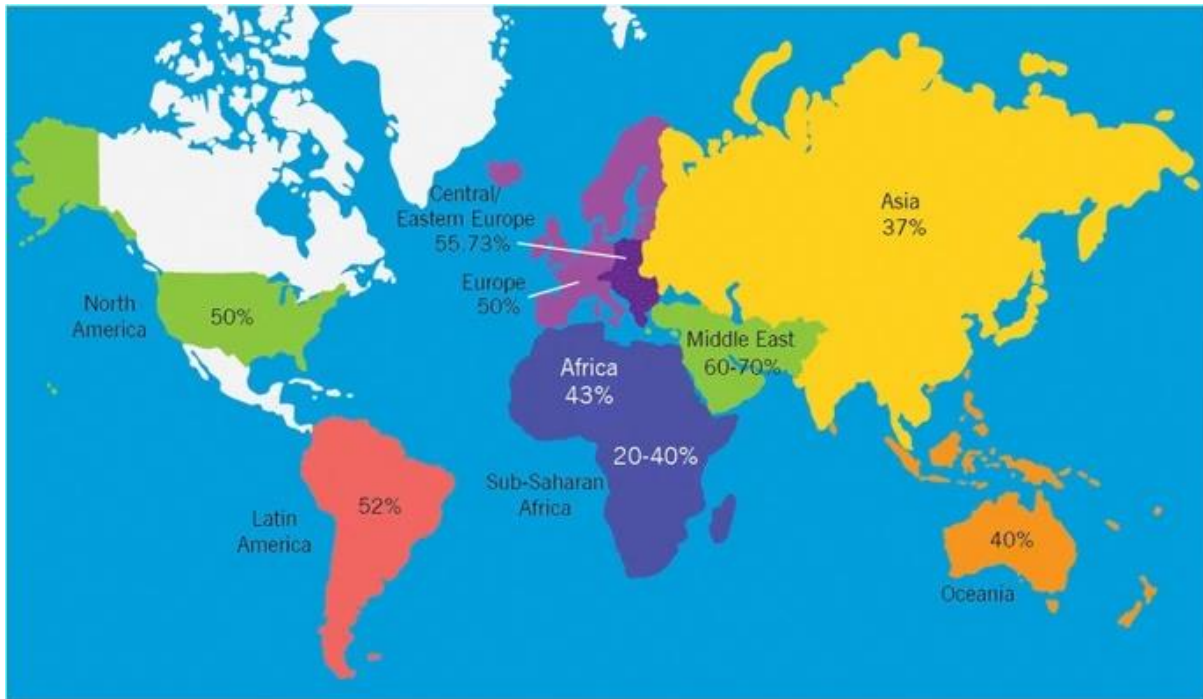 North
America
50%
Latin
America
52%
Central/
Eastern Europe
55.73%
Europe
50%
Africa
43%
20-40%
Sub-Saharan
Africa
Middle East
60-70%
Asia
37%
40%
Oceania